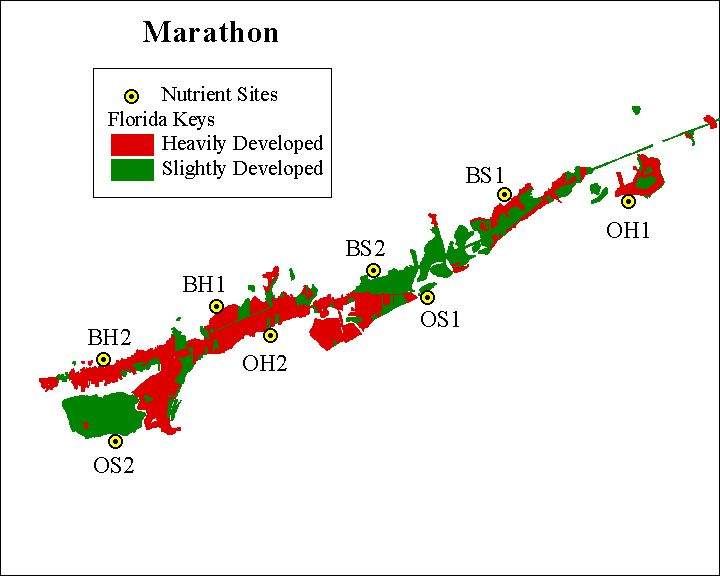 Marathon
Nutrient Sites
Florida Keys
Heavily Developed
Slightly Developed
BS1
OH1
BS2
BH1
OS1
BH2
OH2
OS2